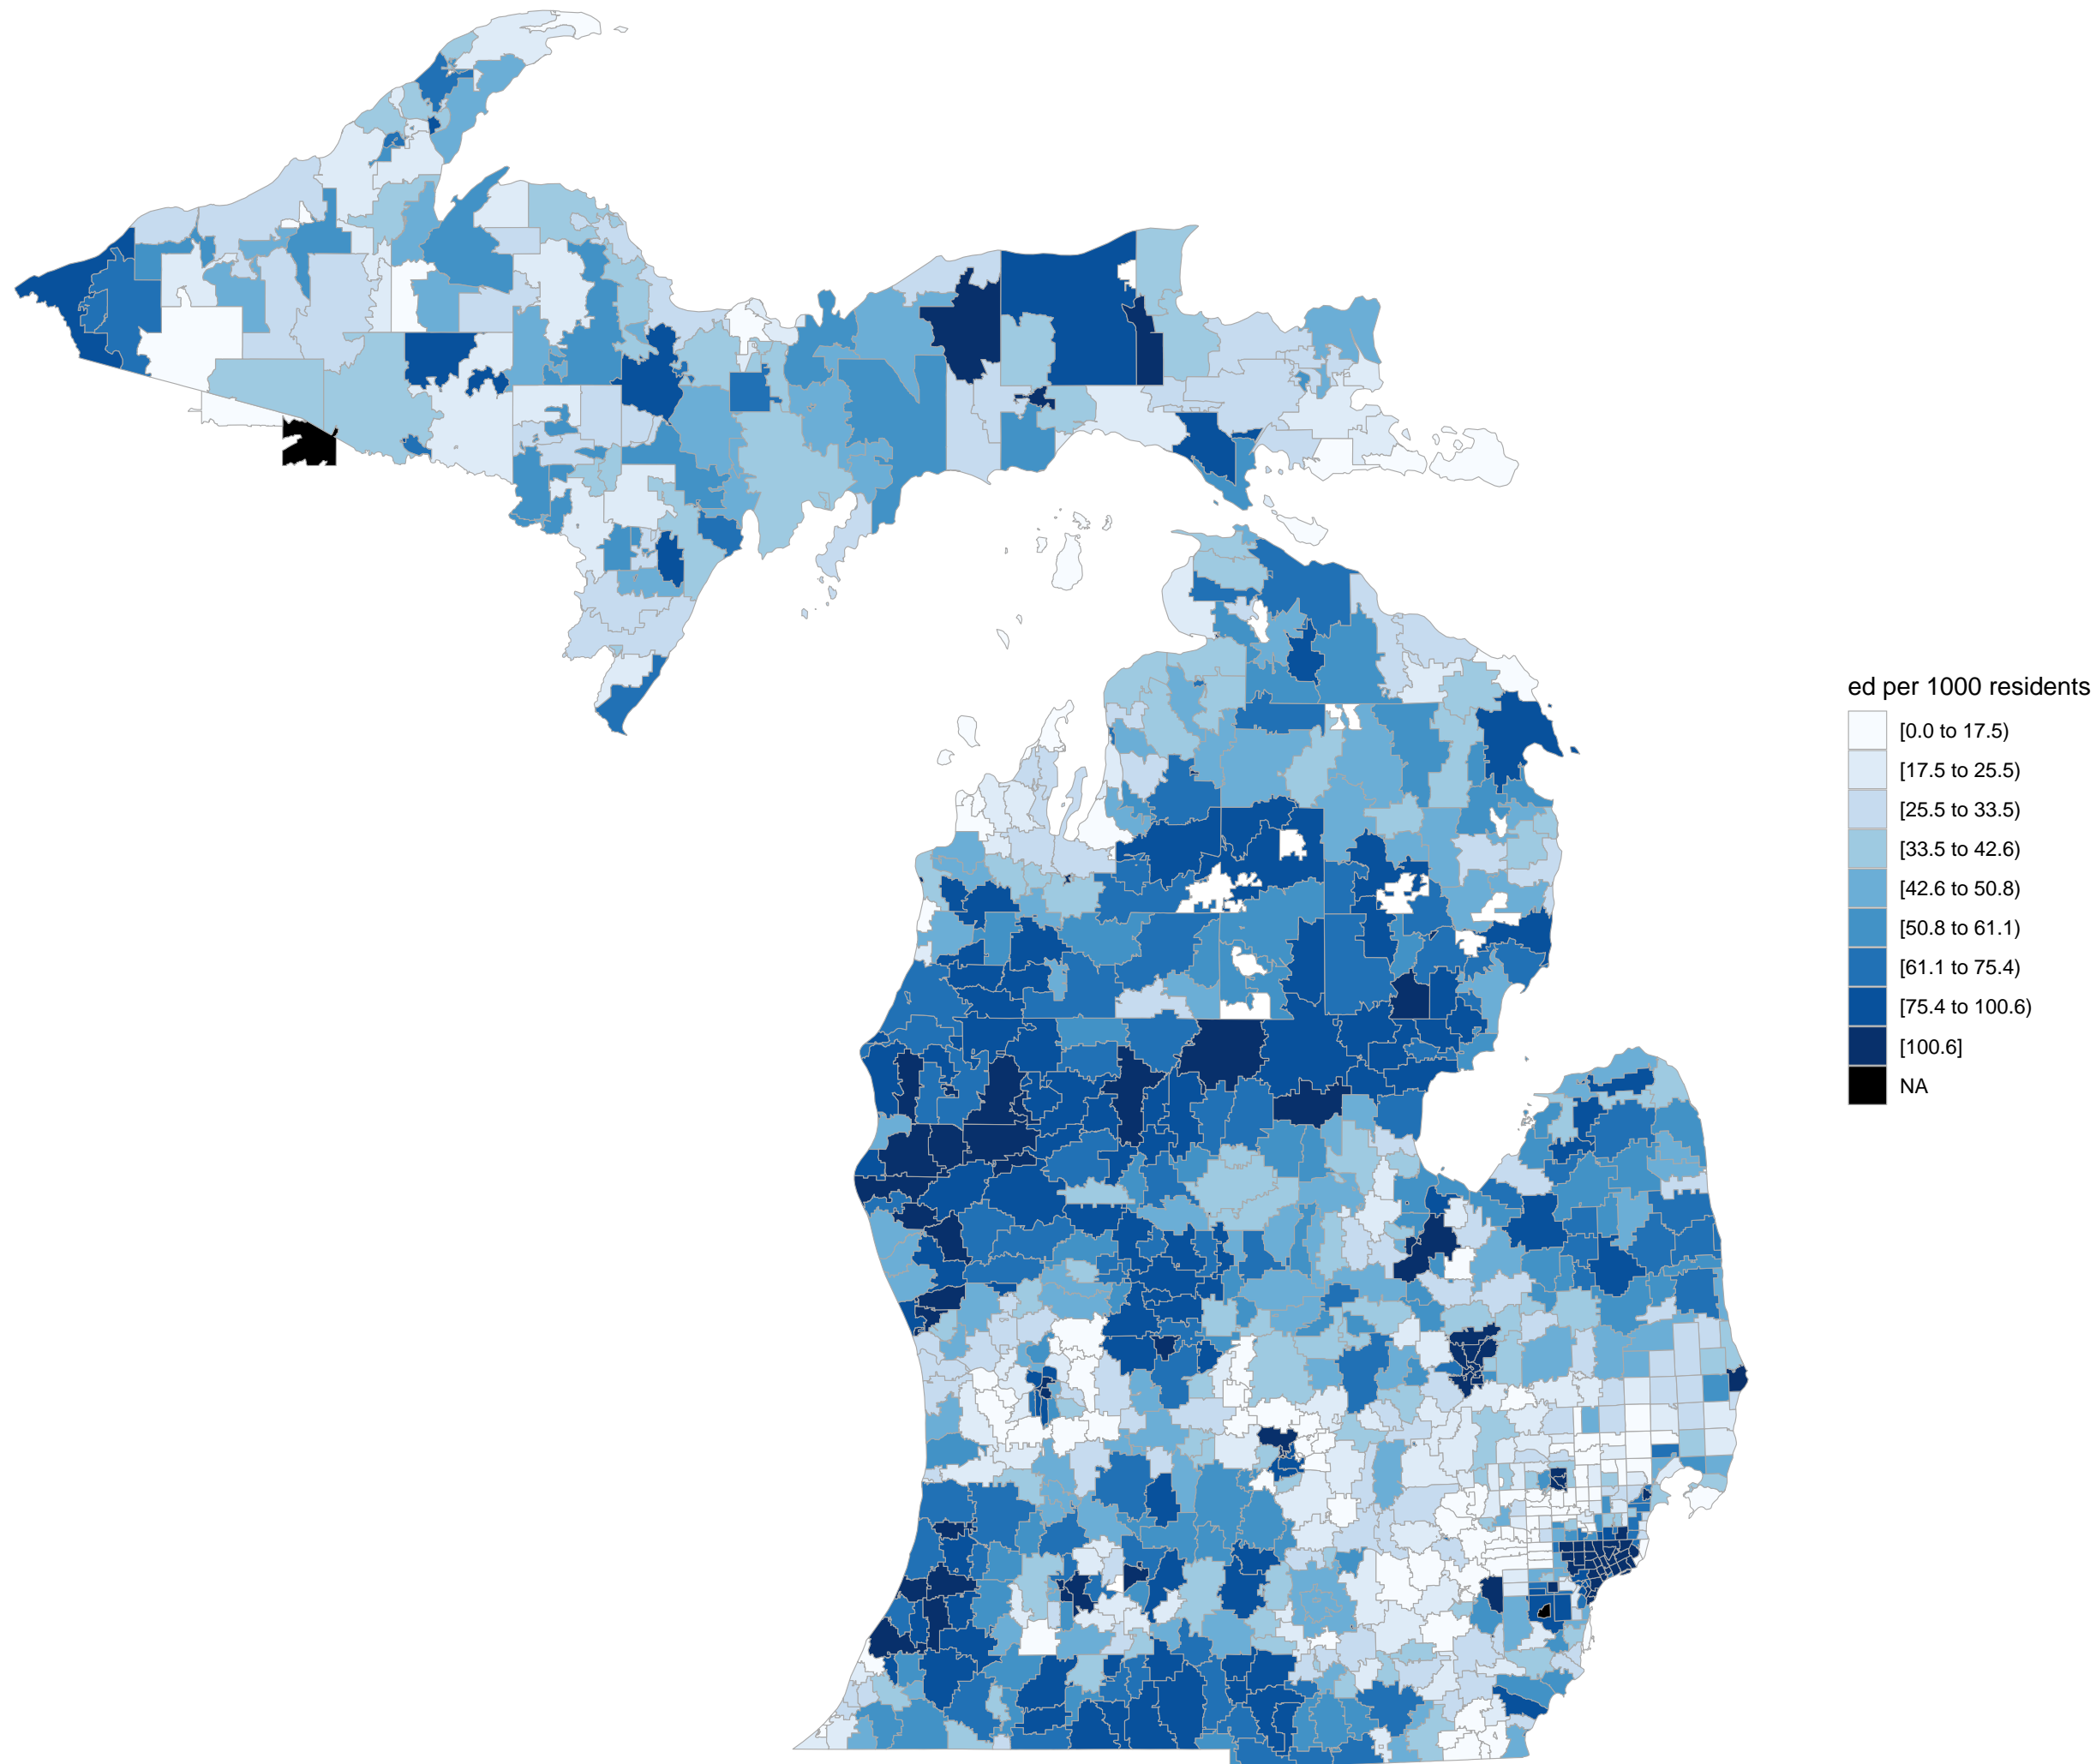 ed per 1000 residents
[0.0 to 17.5)
[17.5 to 25.5)
[25.5 to 33.5)
[33.5 to 42.6)
[42.6 to 50.8)
[50.8 to 61.1)
[61.1 to 75.4)
[75.4 to 100.6)
[100.6]
NA